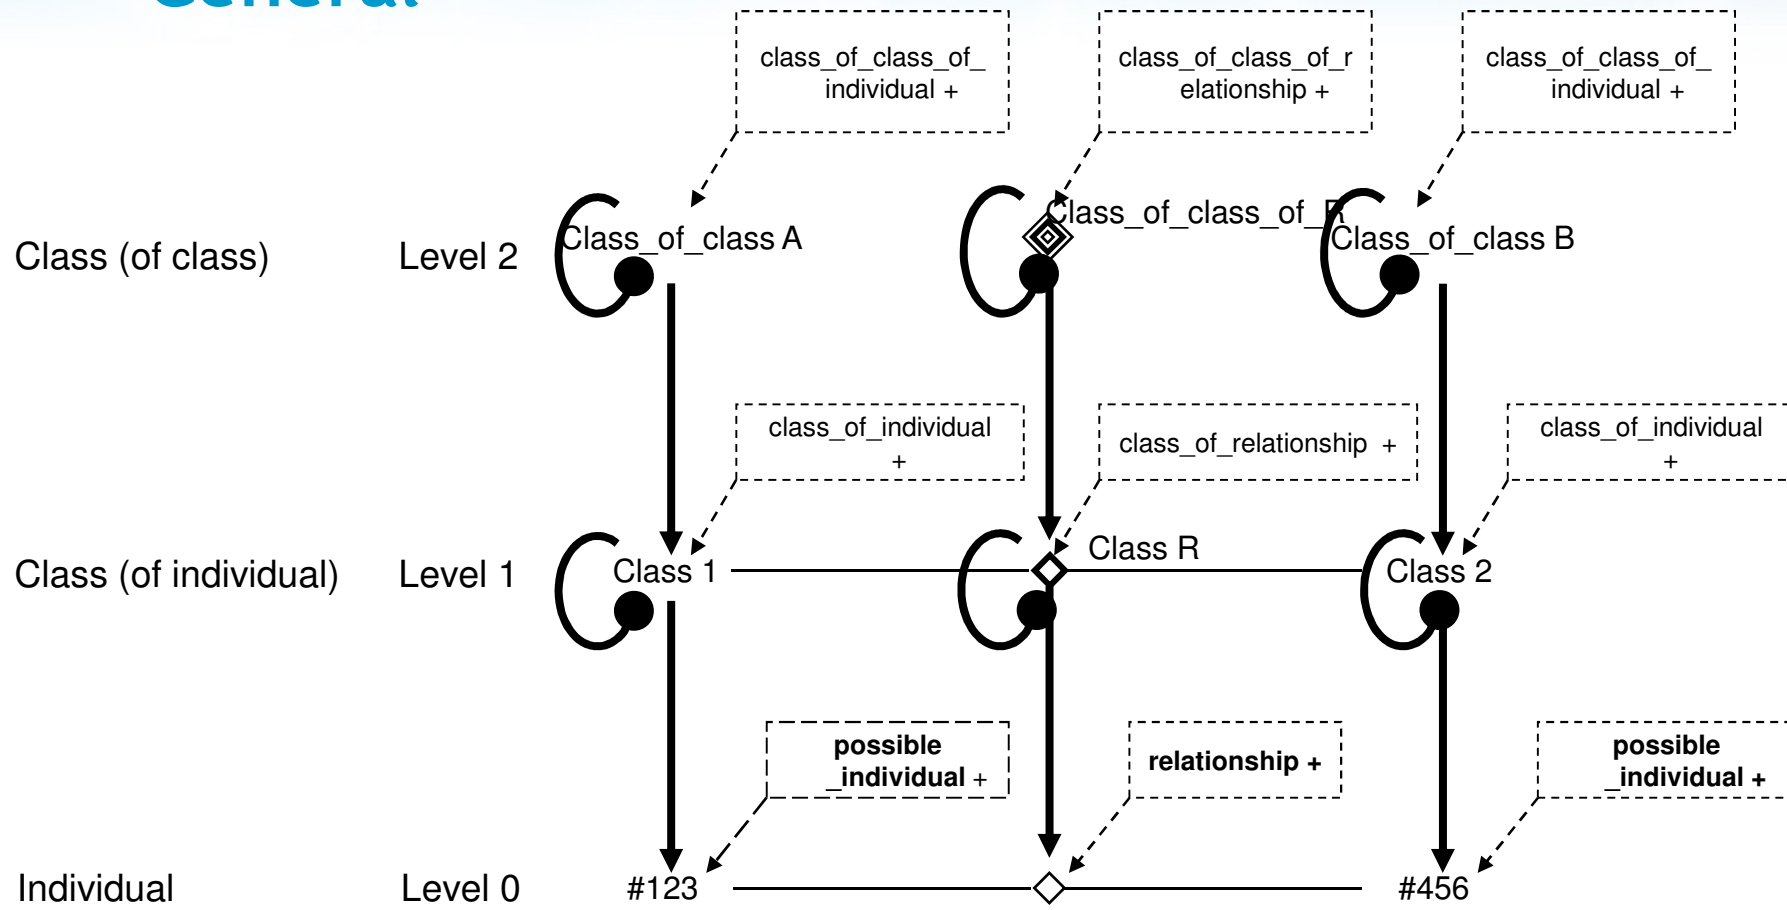 General
class_of_class_of_
individual +
class_of_class_of_r
elationship +
class_of_class_of_
individual +
Class (of class)
Level 2
Class_of_class A
Class_of_class_of_R
Class_of_class B
class_of_individual
+
class_of_relationship +
class_of_individual
+
Class (of individual)
Level 1
Class 1
Class R
Class 2
possible
_individual +
relationship +
possible
_individual +
Individual
Level 0
#123
#456